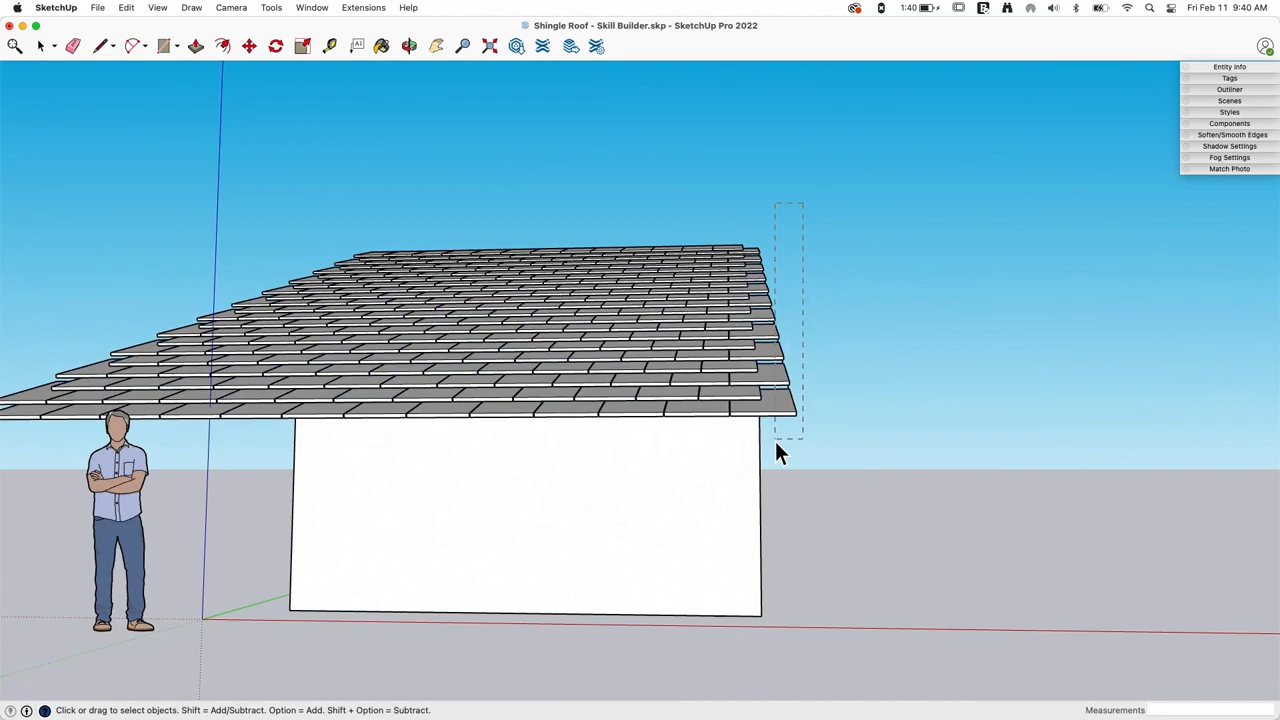 SketchUp File Edit View Draw Camera Tools Window Extensions Help
1:40
Fri Feb 11 9:40 AM
Shingle Roof - Skill Builder.skp - SketchUp Pro 2022
Entity Info
Tags
Outliner
Scenes
Styles
Components
Soften/Smooth Edges
Shadow Settings
Fog Settings
Match Photo
Click or drag to select objects. Shift = Add/Subtract. Option = Add. Shift + Option = Subtract.
Measurements